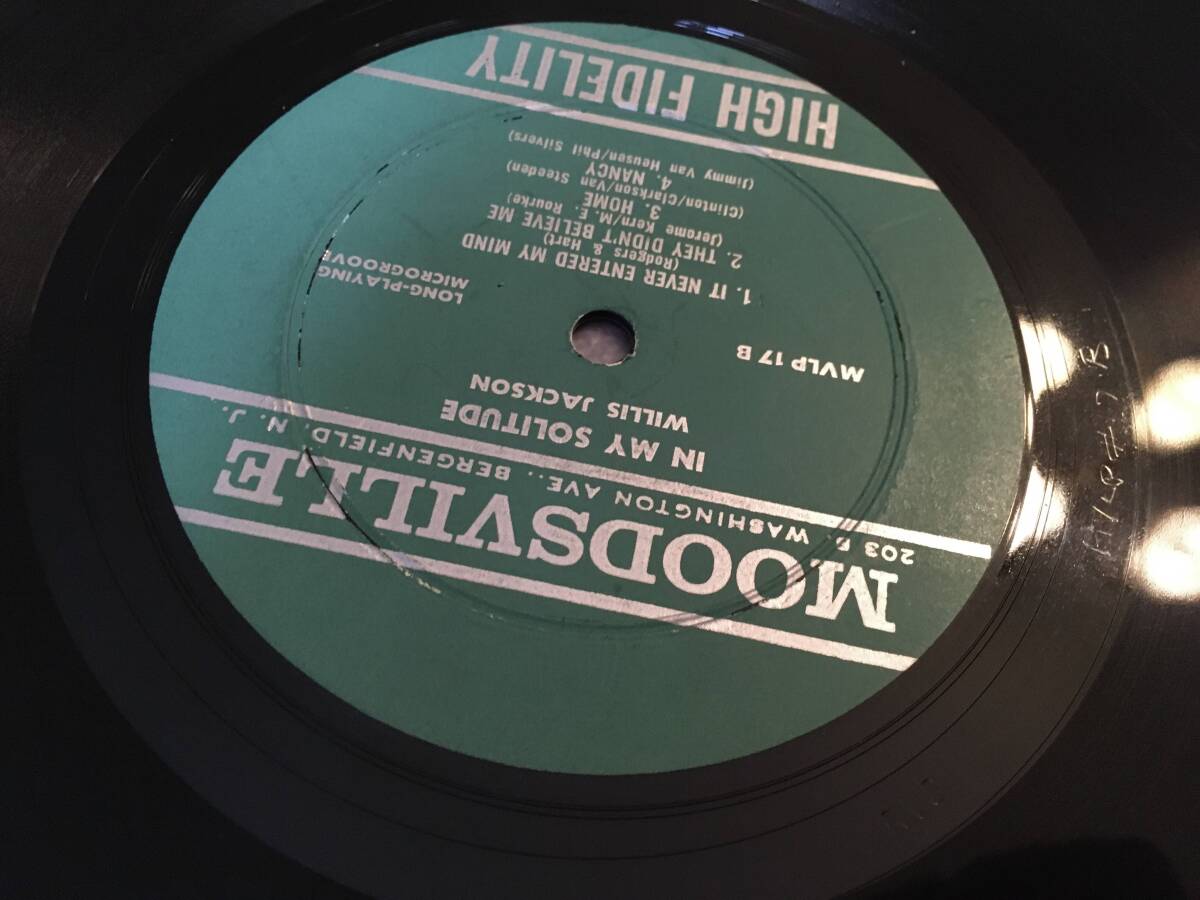 MOODSVILLE
203 S. WASHINGTON AVE., BERGENFIELD, N. J.
IN MY SOLITUDE
WILLIS JACKSON
MVLP 17 B
LONG-PLAYING
MICROGROOVE
1. IT NEVER ENTERED MY MIND
(Rodgers & Hart)
2. THEY DIDN'T BELIEVE ME
(Jerome Kern/M. E. Rourke)
3. HOME
(Clinton/Clarkson/Van Steeden)
4. NANCY
(Jimmy Van Heusen/Phil Silvers)
HIGH FIDELITY